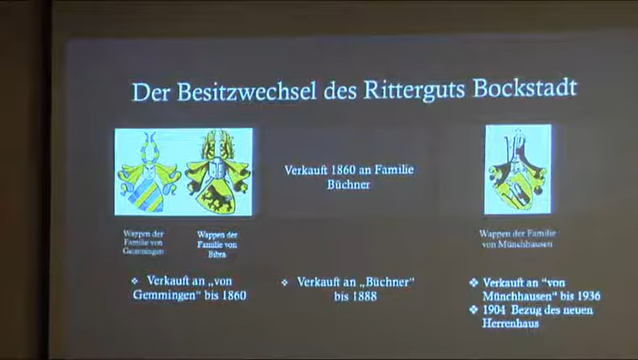 Der Besitzwechsel des Ritterguts Bockstadt
Verkauft 1860 an Familie
Büchner
Wappen der
Familie von
Gemmingen
Wappen der
Familie von
Bibra
Wappen der Familie
von Münchhausen
❖ Verkauft an „von
Gemmingen“ bis 1860
❖ Verkauft an „Büchner“
bis 1888
❖ Verkauft an “von
Münchhausen” bis 1936
❖ 1904 Bezug des neuen
Herrenhaus